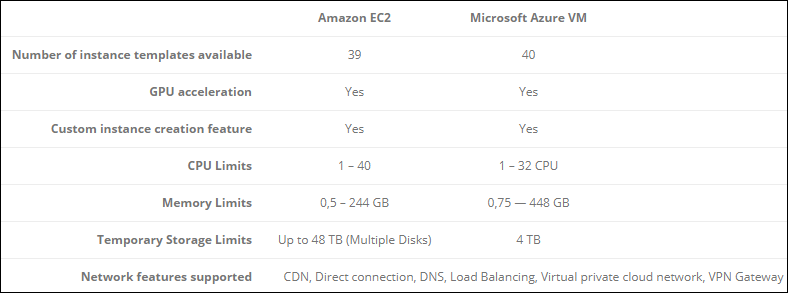 Amazon EC2 Microsoft Azure VM
Number of instance templates available 39 40
GPU acceleration Yes Yes
Custom instance creation feature Yes Yes
CPU Limits 1 – 40 1 – 32 CPU
Memory Limits 0,5 – 244 GB 0,75 — 448 GB
Temporary Storage Limits Up to 48 TB (Multiple Disks) 4 TB
Network features supported CDN, Direct connection, DNS, Load Balancing, Virtual private cloud network, VPN Gateway